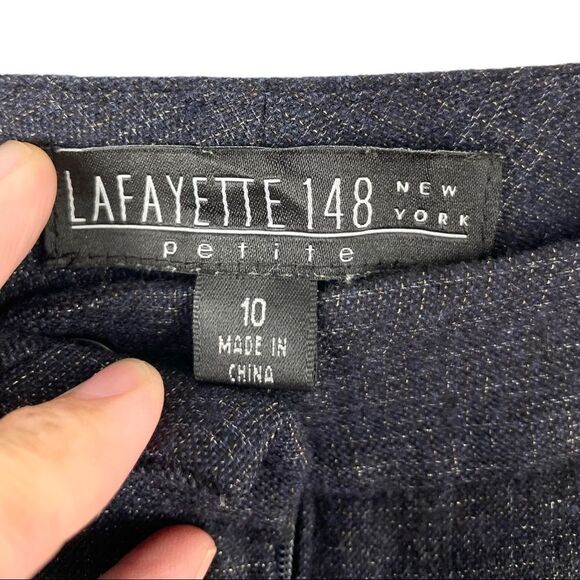 LAFAYETTE 148 NEW YORK
petite
10
MADE IN
CHINA